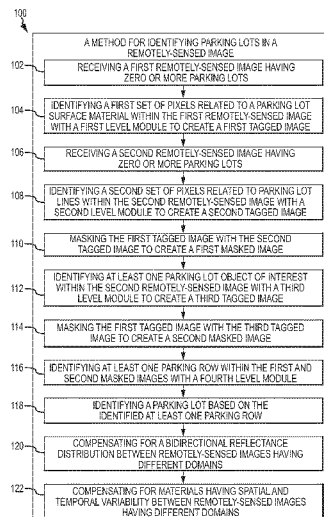 100
A METHOD FOR IDENTIFYING PARKING LOTS IN A
REMOTELY-SENSED IMAGE
102
RECEIVING A FIRST REMOTELY-SENSED IMAGE HAVING
ZERO OR MORE PARKING LOTS
104
IDENTIFYING A FIRST SET OF PIXELS RELATED TO A PARKING LOT
SURFACE MATERIAL WITHIN THE FIRST REMOTELY-SENSED IMAGE
WITH A FIRST LEVEL MODULE TO CREATE A FIRST TAGGED IMAGE
106
RECEIVING A SECOND REMOTELY-SENSED IMAGE HAVING
ZERO OR MORE PARKING LOTS
108
IDENTIFYING A SECOND SET OF PIXELS RELATED TO PARKING LOT
LINES WITHIN THE SECOND REMOTELY-SENSED IMAGE WITH A
SECOND LEVEL MODULE TO CREATE A SECOND TAGGED IMAGE
110
MASKING THE FIRST TAGGED IMAGE WITH THE SECOND
TAGGED IMAGE TO CREATE A FIRST MASKED IMAGE
112
IDENTIFYING AT LEAST ONE PARKING LOT OBJECT OF INTEREST
WITHIN THE SECOND REMOTELY-SENSED IMAGE WITH A THIRD
LEVEL MODULE TO CREATE A THIRD TAGGED IMAGE
114
MASKING THE FIRST TAGGED IMAGE WITH THE THIRD TAGGED
IMAGE TO CREATE A SECOND MASKED IMAGE
116
IDENTIFYING AT LEAST ONE PARKING ROW WITHIN THE FIRST AND
SECOND MASKED IMAGES WITH A FOURTH LEVEL MODULE
118
IDENTIFYING A PARKING LOT BASED ON THE
IDENTIFIED AT LEAST ONE PARKING ROW
120
COMPENSATING FOR A BIDIRECTIONAL REFLECTANCE
DISTRIBUTION BETWEEN REMOTELY-SENSED IMAGES HAVING
DIFFERENT DOMAINS
122
COMPENSATING FOR MATERIALS HAVING SPATIAL AND
TEMPORAL VARIABILITY BETWEEN REMOTELY-SENSED
IMAGES HAVING DIFFERENT DOMAINS